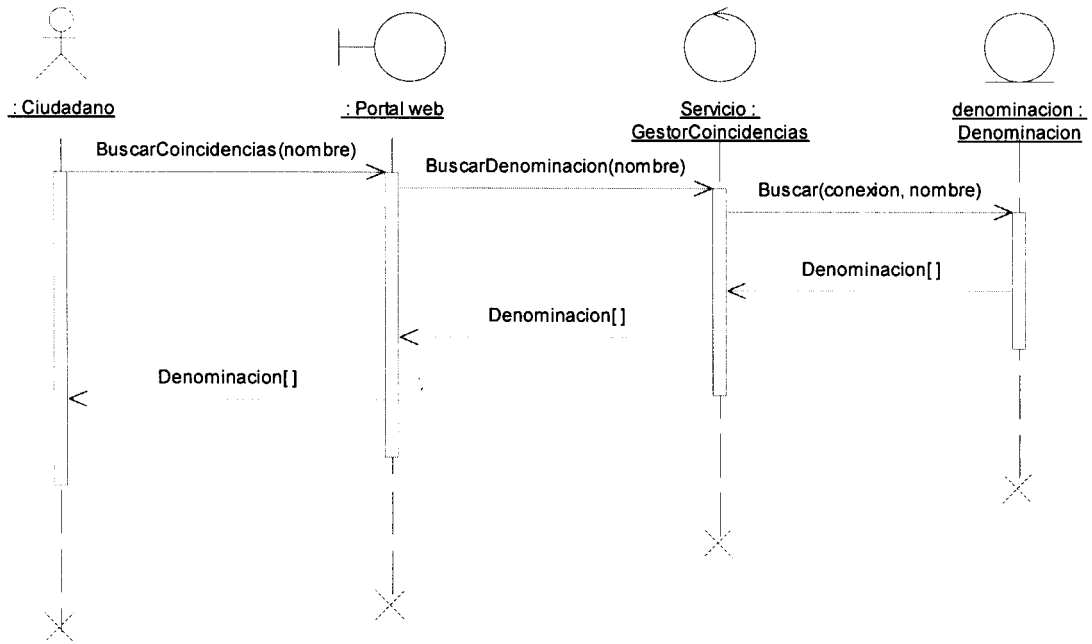 : Ciudadano
: Portal web
Servicio :
GestorCoincidencias
denominacion :
Denominacion
BuscarCoincidencias(nombre)
BuscarDenominacion(nombre)
Buscar(conexion, nombre)
Denominacion[ ]
Denominacion[ ]
Denominacion[ ]